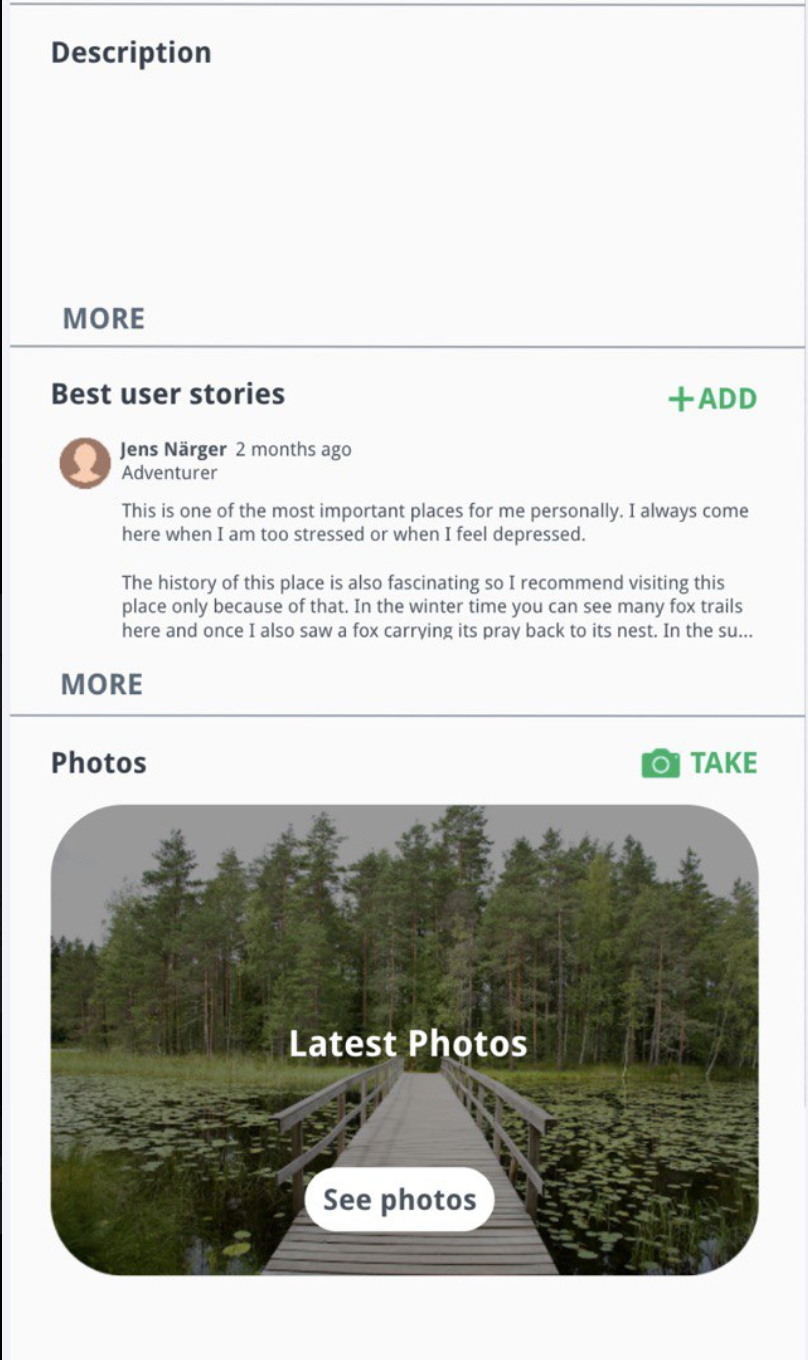 Description
MORE
Best user stories
+ADD
Jens Närger 2 months ago
Adventurer
This is one of the most important places for me personally. I always come
here when I am too stressed or when I feel depressed.
The history of this place is also fascinating so I recommend visiting this
place only because of that. In the winter time you can see many fox trails
here and once I also saw a fox carrying its pray back to its nest. In the su...
MORE
Photos
TAKE
Latest Photos
See photos